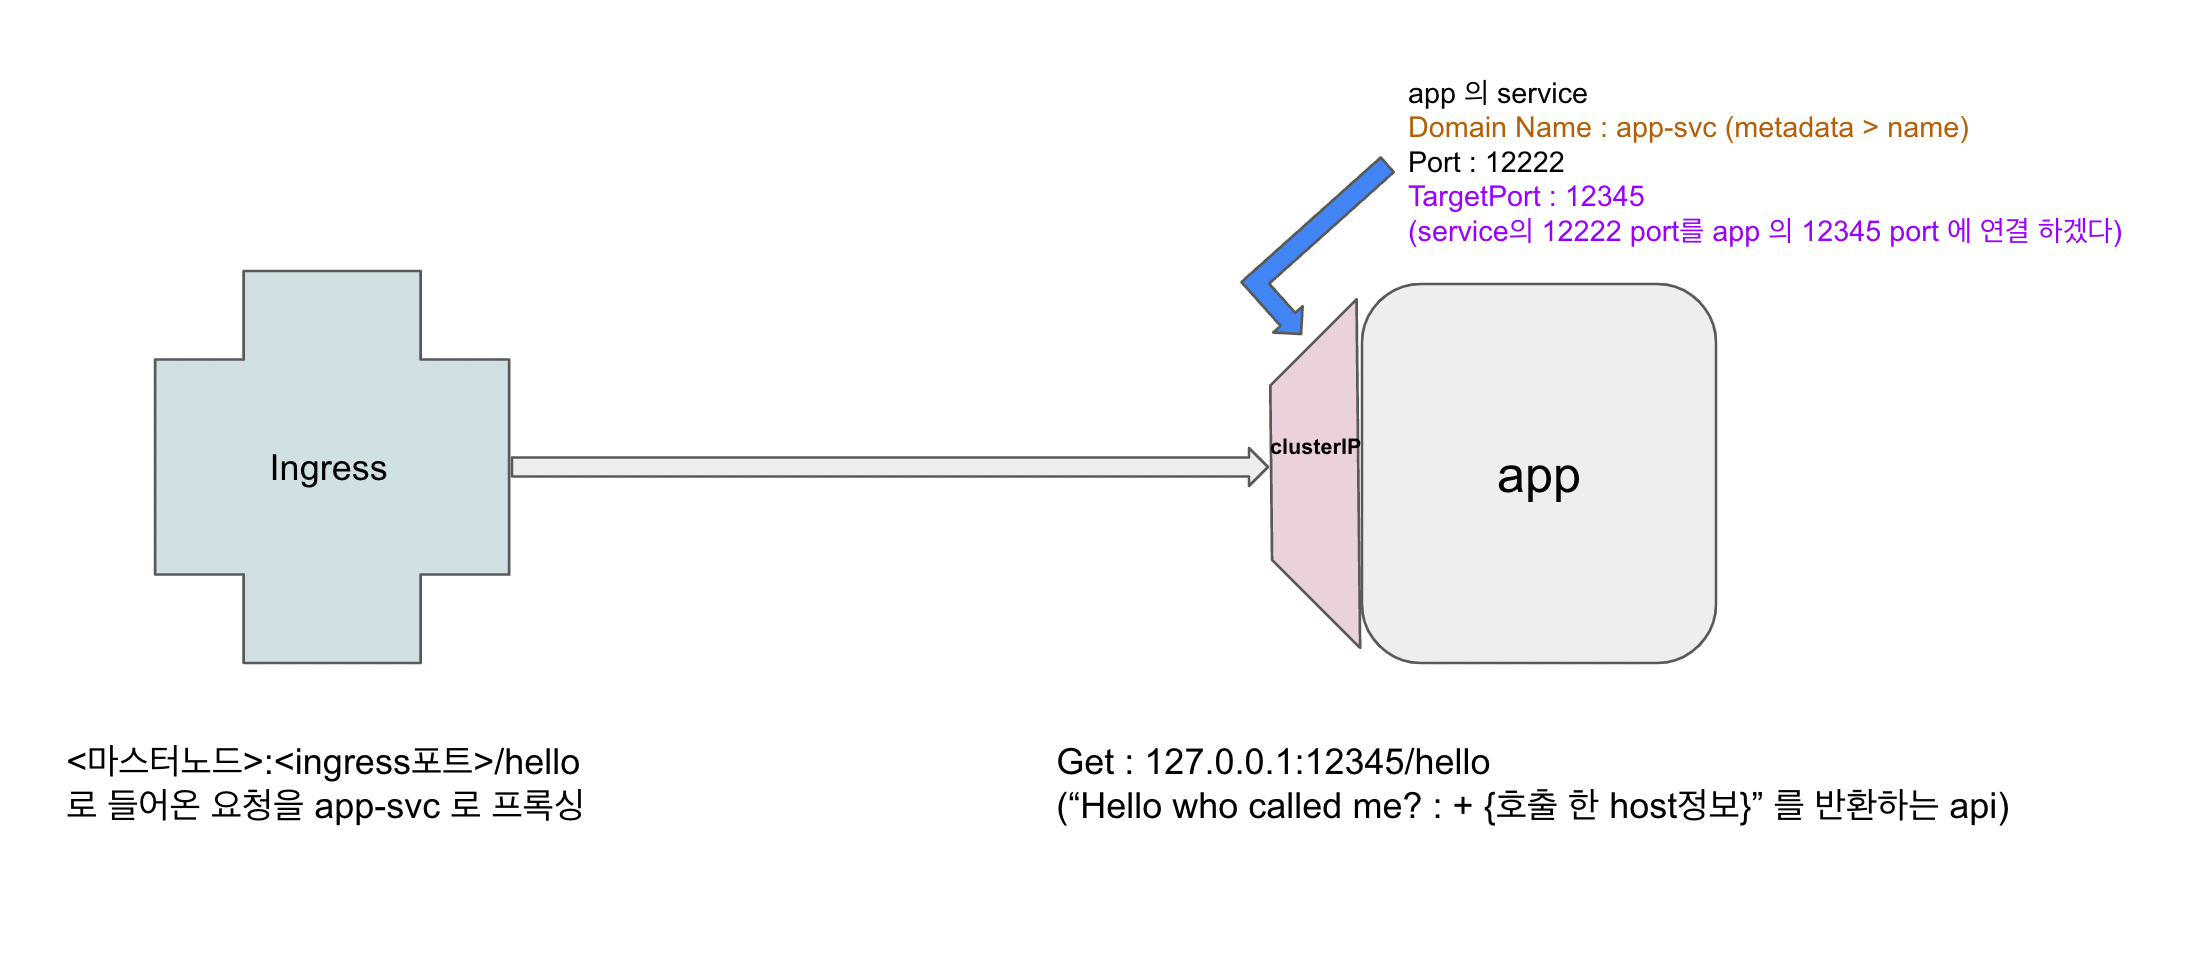 app 의 service
Domain Name : app-svc (metadata > name)
Port : 12222
TargetPort : 12345
(service의 12222 port를 app 의 12345 port 에 연결 하겠다)
Ingress
clusterIP
app
<마스터노드>:<ingress포트>/hello
로 들어온 요청을 app-svc 로 프록싱
Get : 127.0.0.1:12345/hello
(“Hello who called me? : + {호출 한 host정보}” 를 반환하는 api)